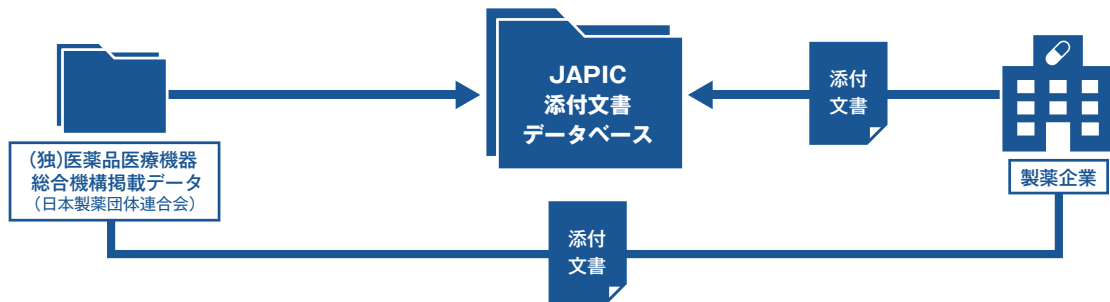 JAPIC
添付文書
データベース
添付
文書
(独)医薬品医療機器
総合機構掲載データ
(日本製薬団体連合会)
製薬企業
添付
文書